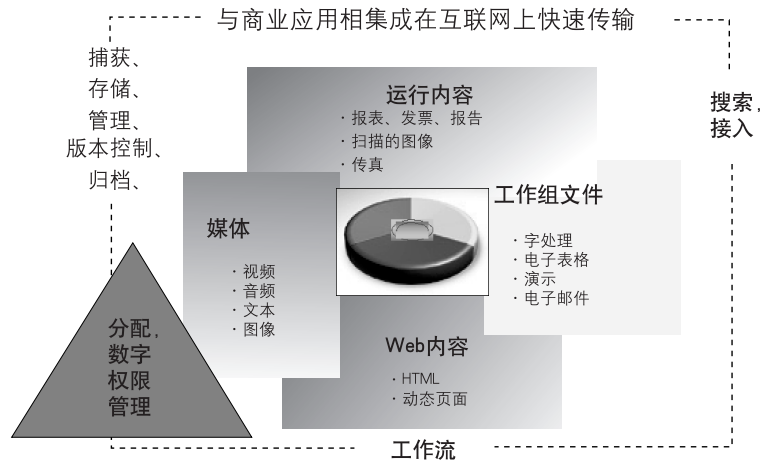 与商业应用相集成在互联网上快速传输
捕获、
存储、
管理、
版本控制、
归档、
搜索,
接入
运行内容
· 报表、发票、报告
· 扫描的图像
· 传真
媒体
· 视频
· 音频
· 文本
· 图像
工作组文件
· 字处理
· 电子表格
· 演示
· 电子邮件
Web内容
· HTML
· 动态页面
分配,
数字
权限
管理
工作流